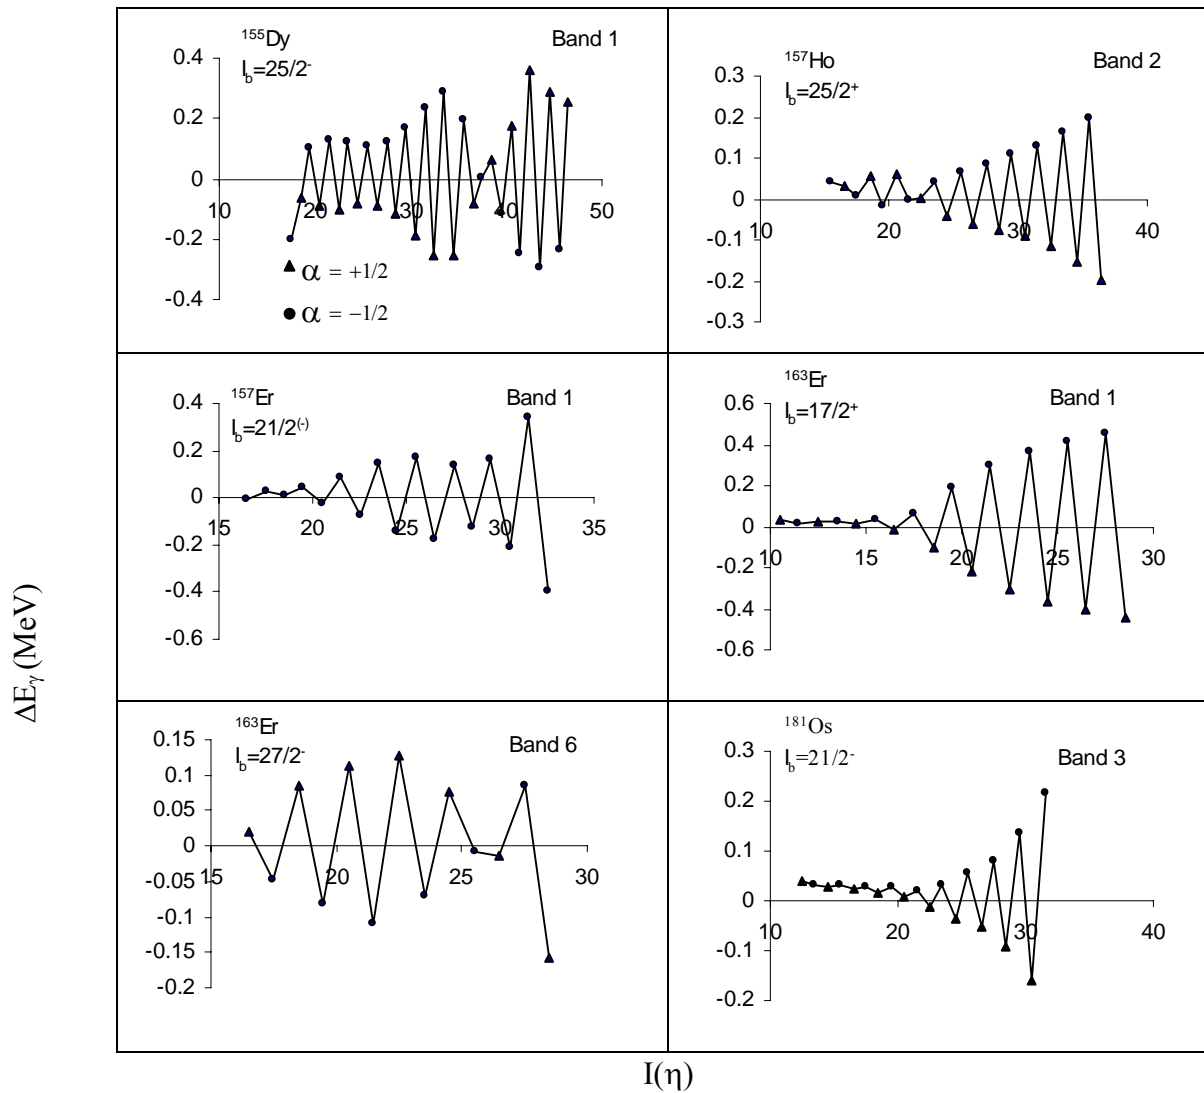 ¹⁵⁵Dy Band 1
I_b=25/2⁻
0.4
0.2
0
10 20 30 40 50
-0.2
-0.4
▲ α = +1/2
● α = −1/2
¹⁵⁷Ho Band 2
I_b=25/2⁺
0.3
0.2
0.1
0
10 20 30 40
-0.1
-0.2
-0.3
¹⁵⁷Er Band 1
I_b=21/2⁽⁻⁾
0.4
0.2
0
15 20 25 30 35
-0.2
-0.4
-0.6
¹⁶³Er Band 1
I_b=17/2⁺
0.6
0.4
0.2
0
10 15 20 25 30
-0.2
-0.4
-0.6
¹⁶³Er Band 6
I_b=27/2⁻
0.15
0.1
0.05
0
15 20 25 30
-0.05
-0.1
-0.15
-0.2
¹⁸¹Os Band 3
I_b=21/2⁻
0.3
0.2
0.1
0
10 20 30 40
-0.1
-0.2
ΔE_γ (MeV)
I(η)